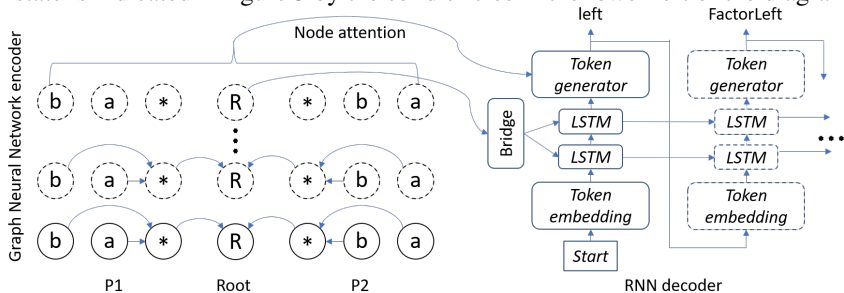 left FactorLeft
Node attention
Graph Neural Network encoder
Token generator
Token generator
b a * R * b a
Bridge
LSTM LSTM
LSTM LSTM
b a * R * b a
Token embedding
Token embedding
b a * R * b a
Start
P1 Root P2 RNN decoder